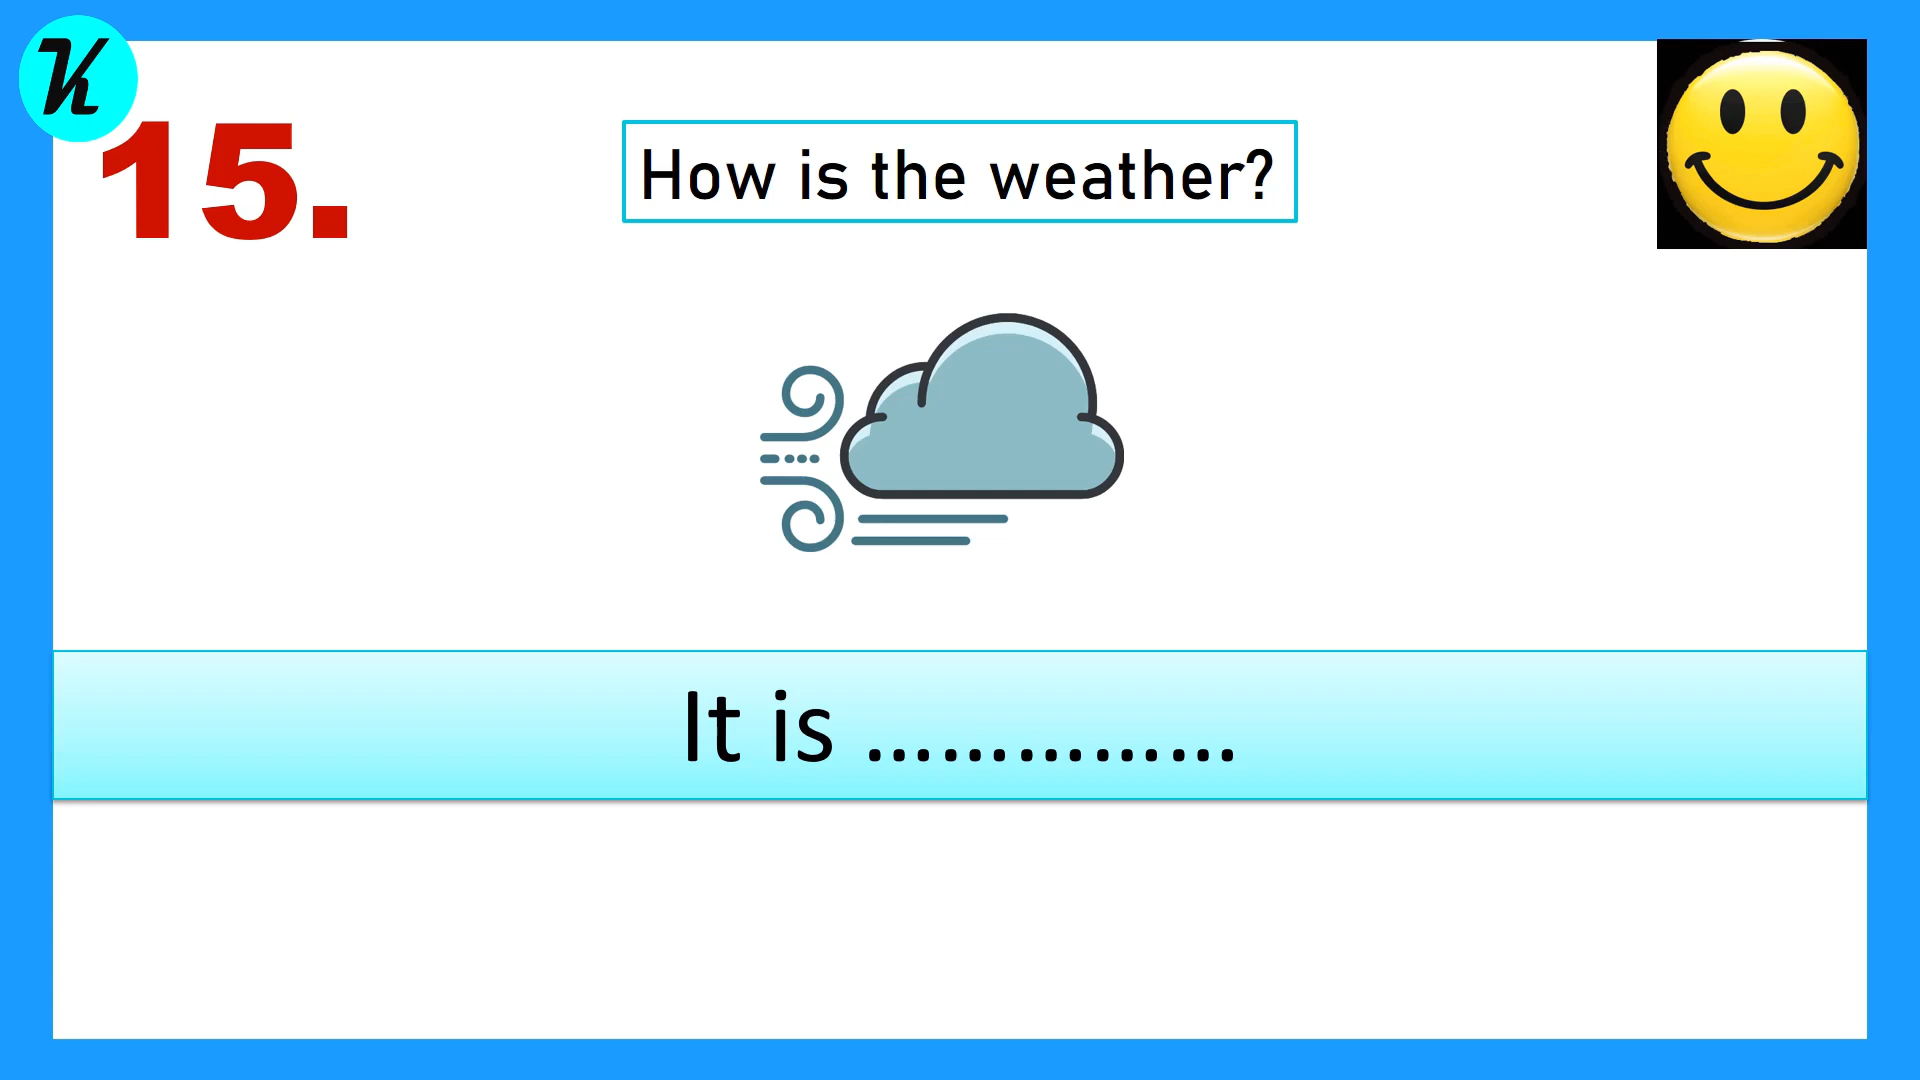 K
15.
How is the weather?
It is ...............